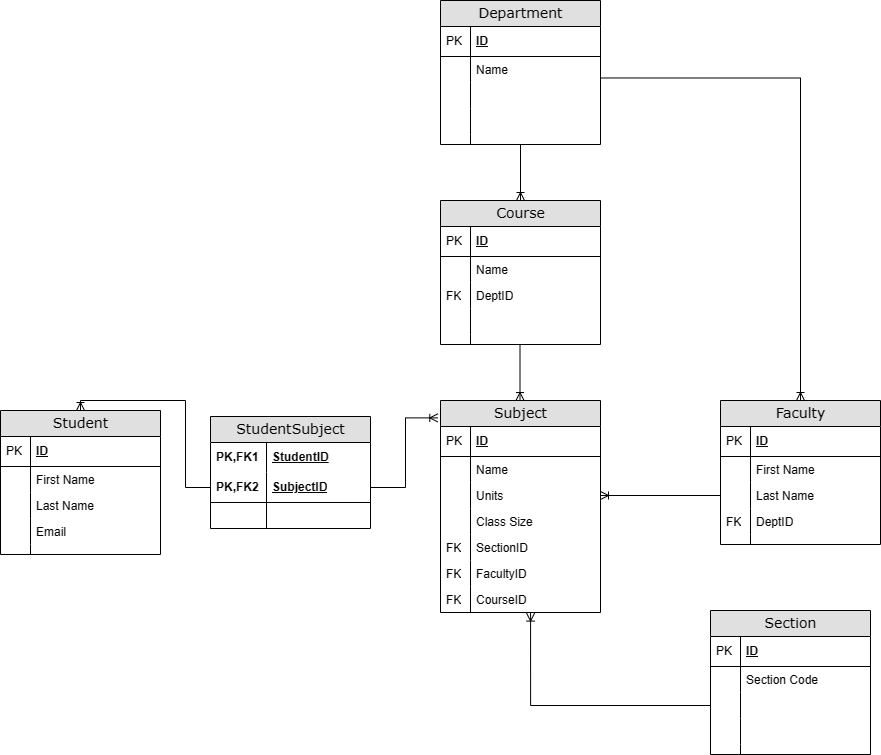 Department
PK ID
Name
Course
PK ID
Name
FK DeptID
Student
PK ID
First Name
Last Name
Email
StudentSubject
PK,FK1 StudentID
PK,FK2 SubjectID
Subject
PK ID
Name
Units
Class Size
FK SectionID
FK FacultyID
FK CourseID
Faculty
PK ID
First Name
Last Name
FK DeptID
Section
PK ID
Section Code